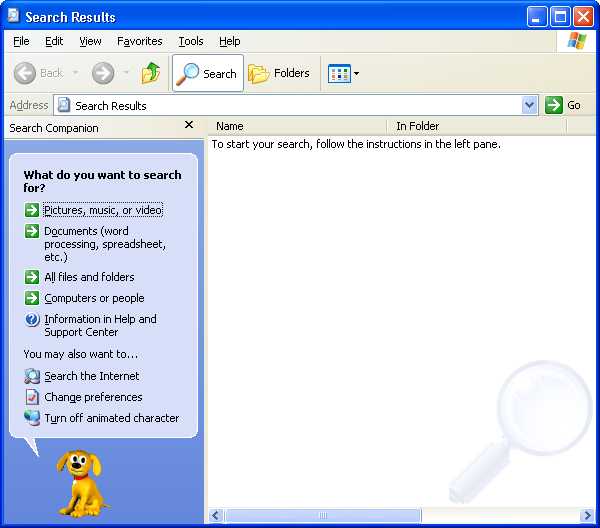 Search Results
File Edit View Favorites Tools Help
Back Search Folders
Address Search Results Go
Search Companion
Name In Folder
To start your search, follow the instructions in the left pane.
What do you want to search
for?
Pictures, music, or video
Documents (word
processing, spreadsheet,
etc.)
All files and folders
Computers or people
Information in Help and
Support Center
You may also want to...
Search the Internet
Change preferences
Turn off animated character